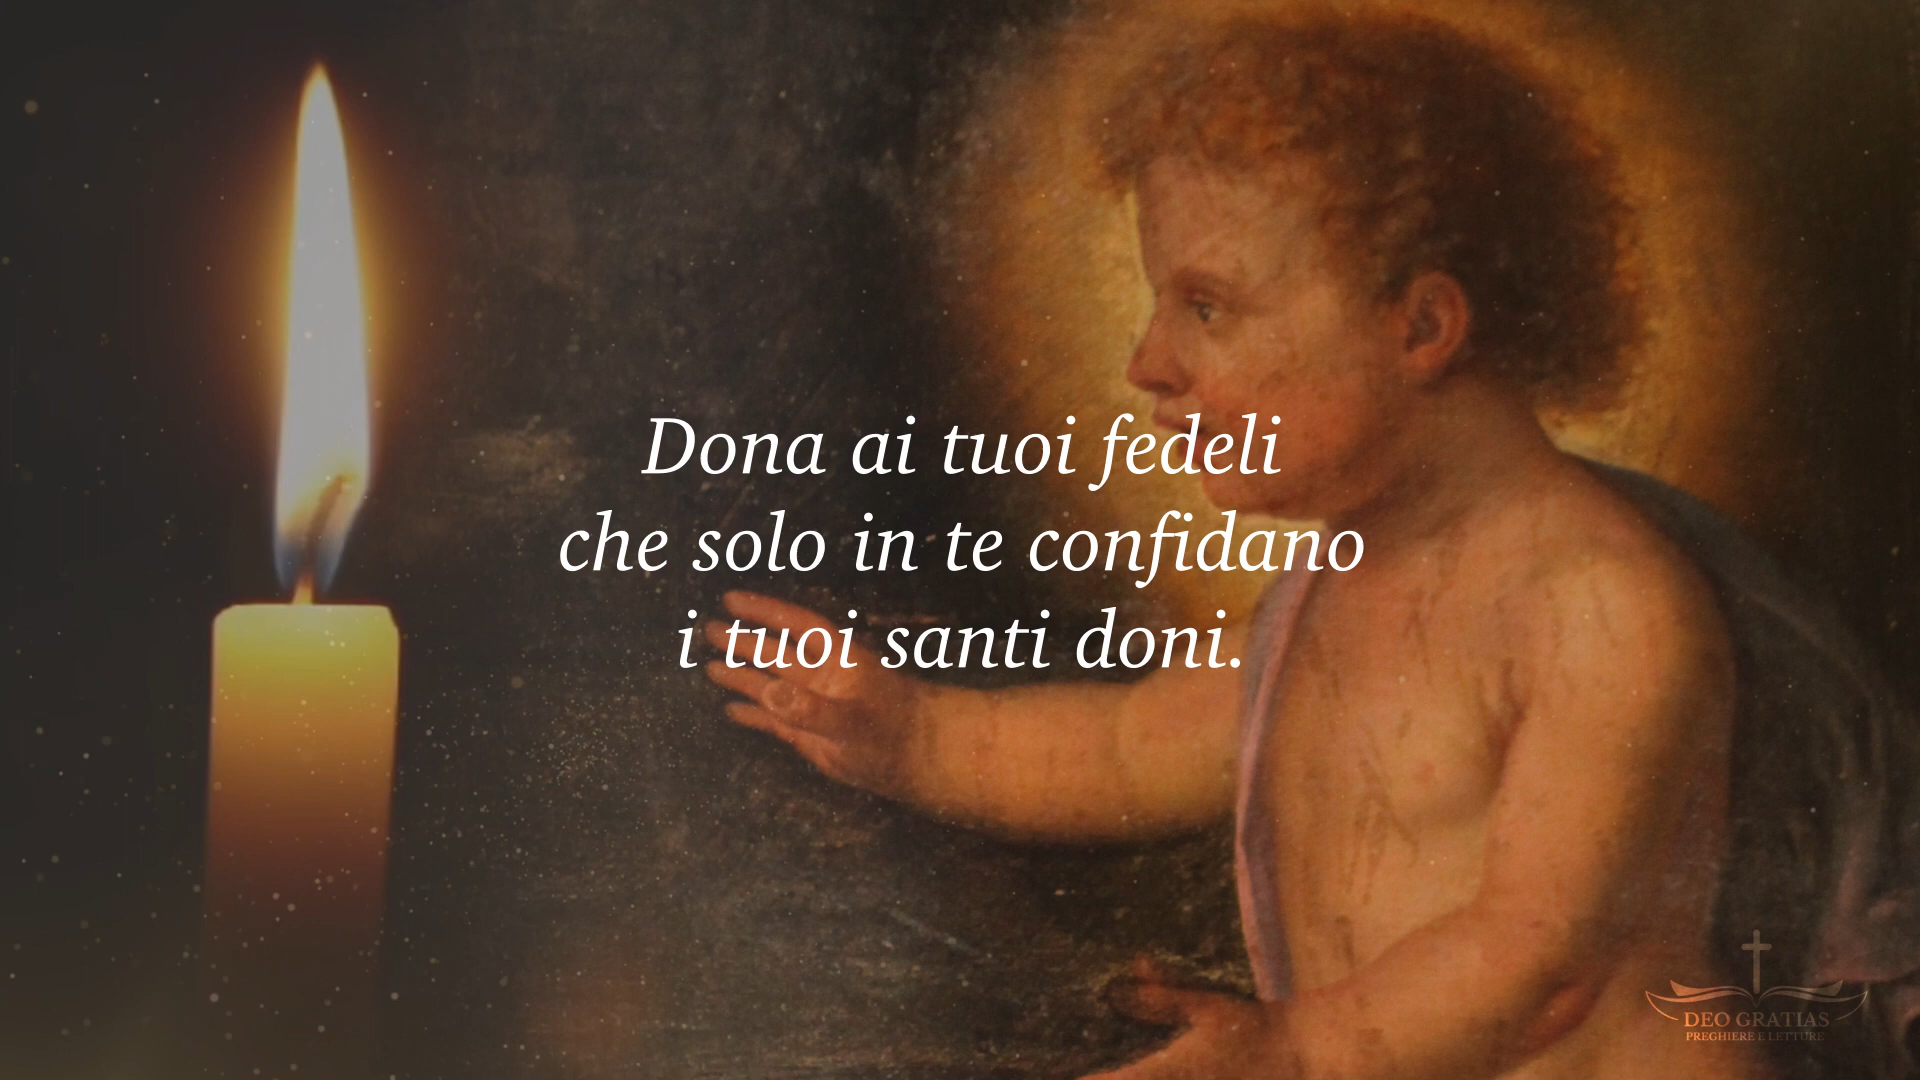 Dona ai tuoi fedeli
che solo in te confidano
i tuoi santi doni.
DEO GRATIAS
PREGHIERE E LETTURE